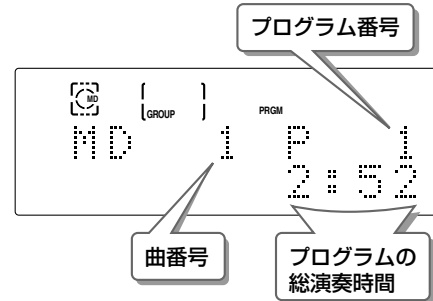 プログラム番号
MD
GROUP
PRGM
MD 1 P 1
2:52
曲番号
プログラムの
総演奏時間